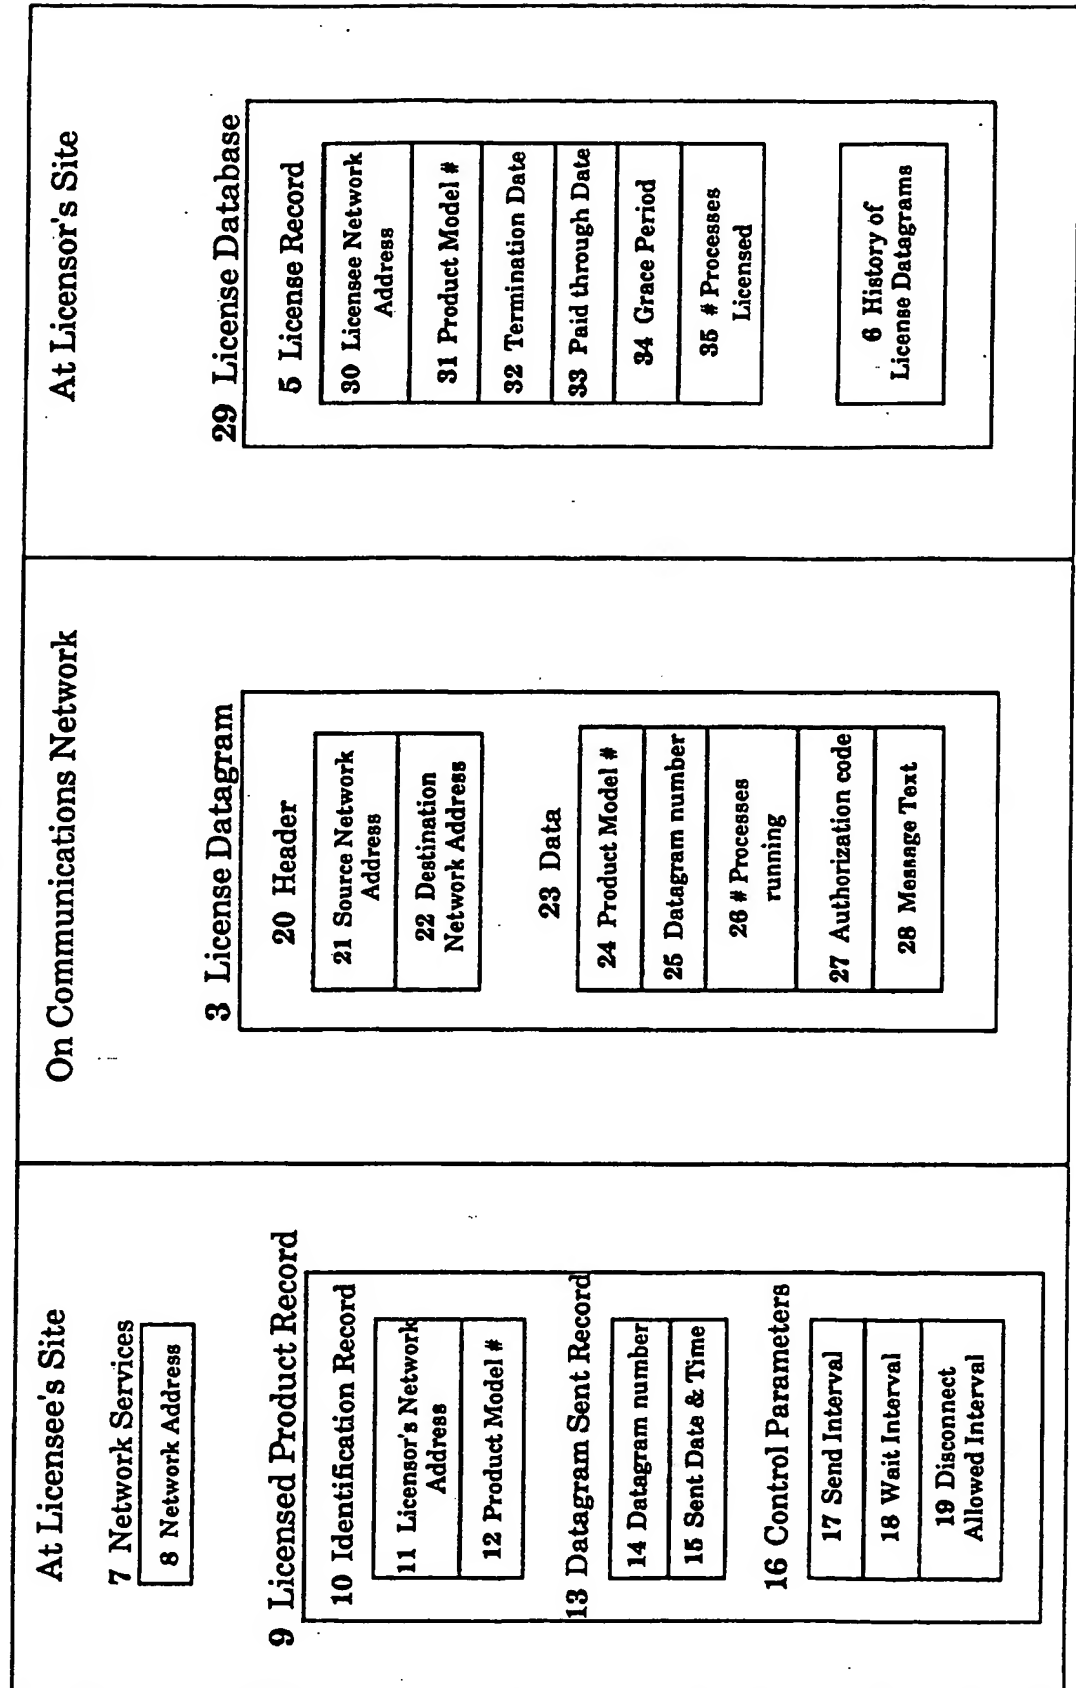 At Licensee's Site
7 Network Services
8 Network Address
9 Licensed Product Record
10 Identification Record
11 Licensor's Network
Address
12 Product Model #
13 Datagram Sent Record
14 Datagram number
15 Sent Date & Time
16 Control Parameters
17 Send Interval
18 Wait Interval
19 Disconnect
Allowed Interval
On Communications Network
3 License Datagram
20 Header
21 Source Network
Address
22 Destination
Network Address
23 Data
24 Product Model #
25 Datagram number
26 # Processes
running
27 Authorization code
28 Message Text
At Licensor's Site
29 License Database
5 License Record
30 Licensee Network
Address
31 Product Model #
32 Termination Date
33 Paid through Date
34 Grace Period
35 # Processes
Licensed
6 History of
License Datagrams